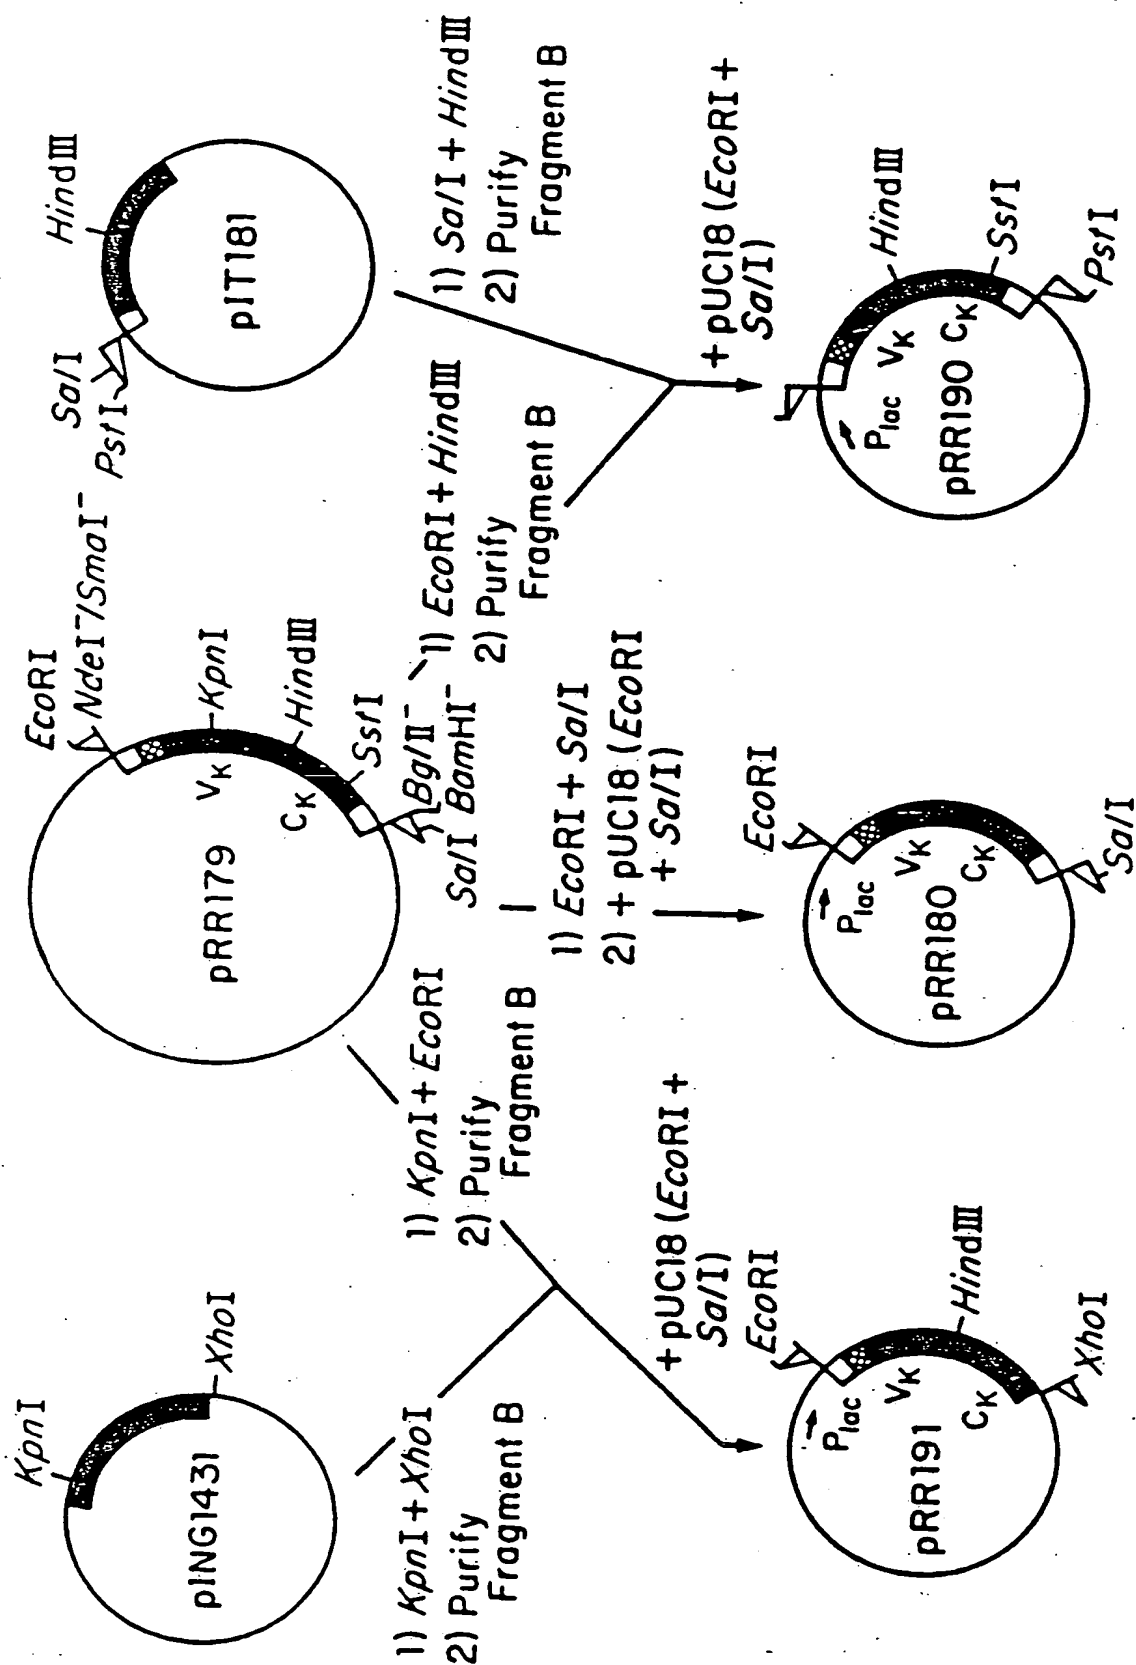 KpnI
XhoI
pING1431
1) KpnI + XhoI
2) Purify
Fragment B
EcoRI
NdeI⁻/SmaI⁻
KpnI
HindIII
SstI
BglII⁻
BamHI⁻
SalI
VK
CK
pRR179
1) KpnI + EcoRI
2) Purify
Fragment B
1) EcoRI + SalI
2) + pUC18 (EcoRI
+ SalI)
1) EcoRI + HindIII
2) Purify
Fragment B
SalI
PstI
HindIII
pIT181
1) SalI + HindIII
2) Purify
Fragment B
+ pUC18 (EcoRI +
SalI)
EcoRI
Plac
VK
CK
HindIII
XhoI
pRR191
EcoRI
Plac
VK
CK
SalI
pRR180
+ pUC18 (EcoRI +
SalI)
Plac
VK
CK
HindIII
SstI
PstI
pRR190